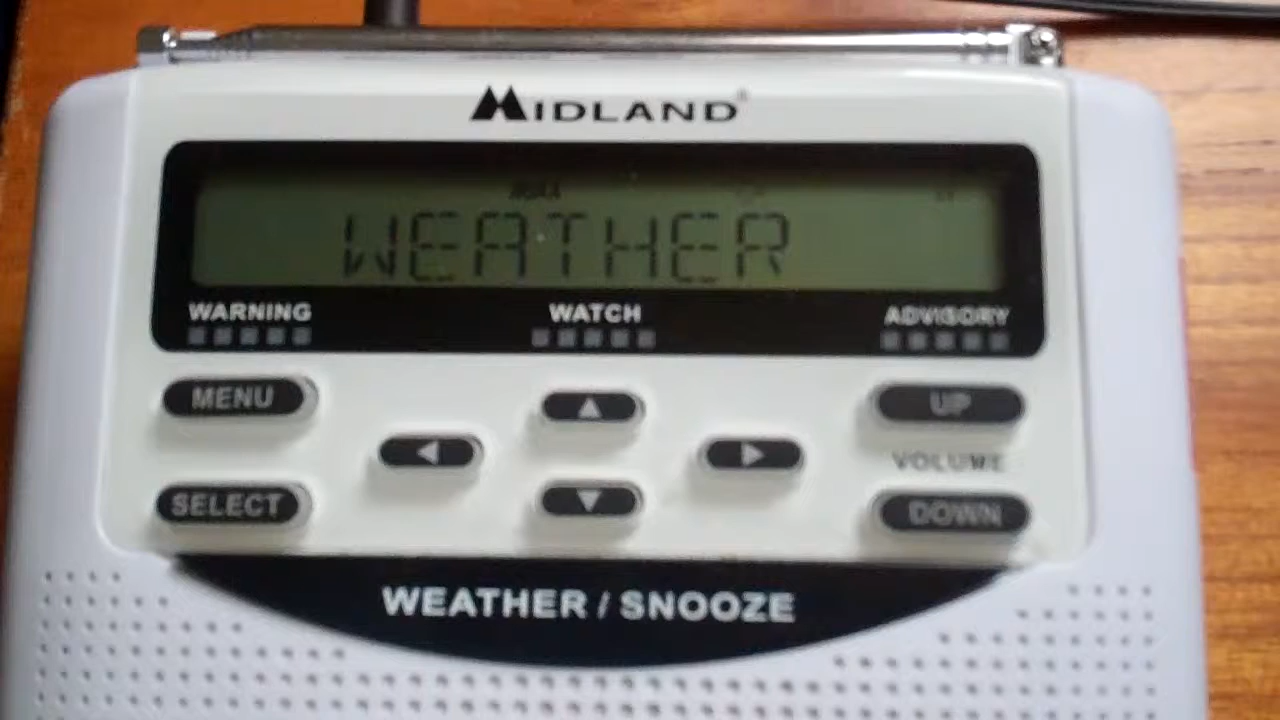 MIDLAND
WEATHER
WARNING WATCH ADVISORY
MENU UP
VOLUME
SELECT DOWN
WEATHER / SNOOZE